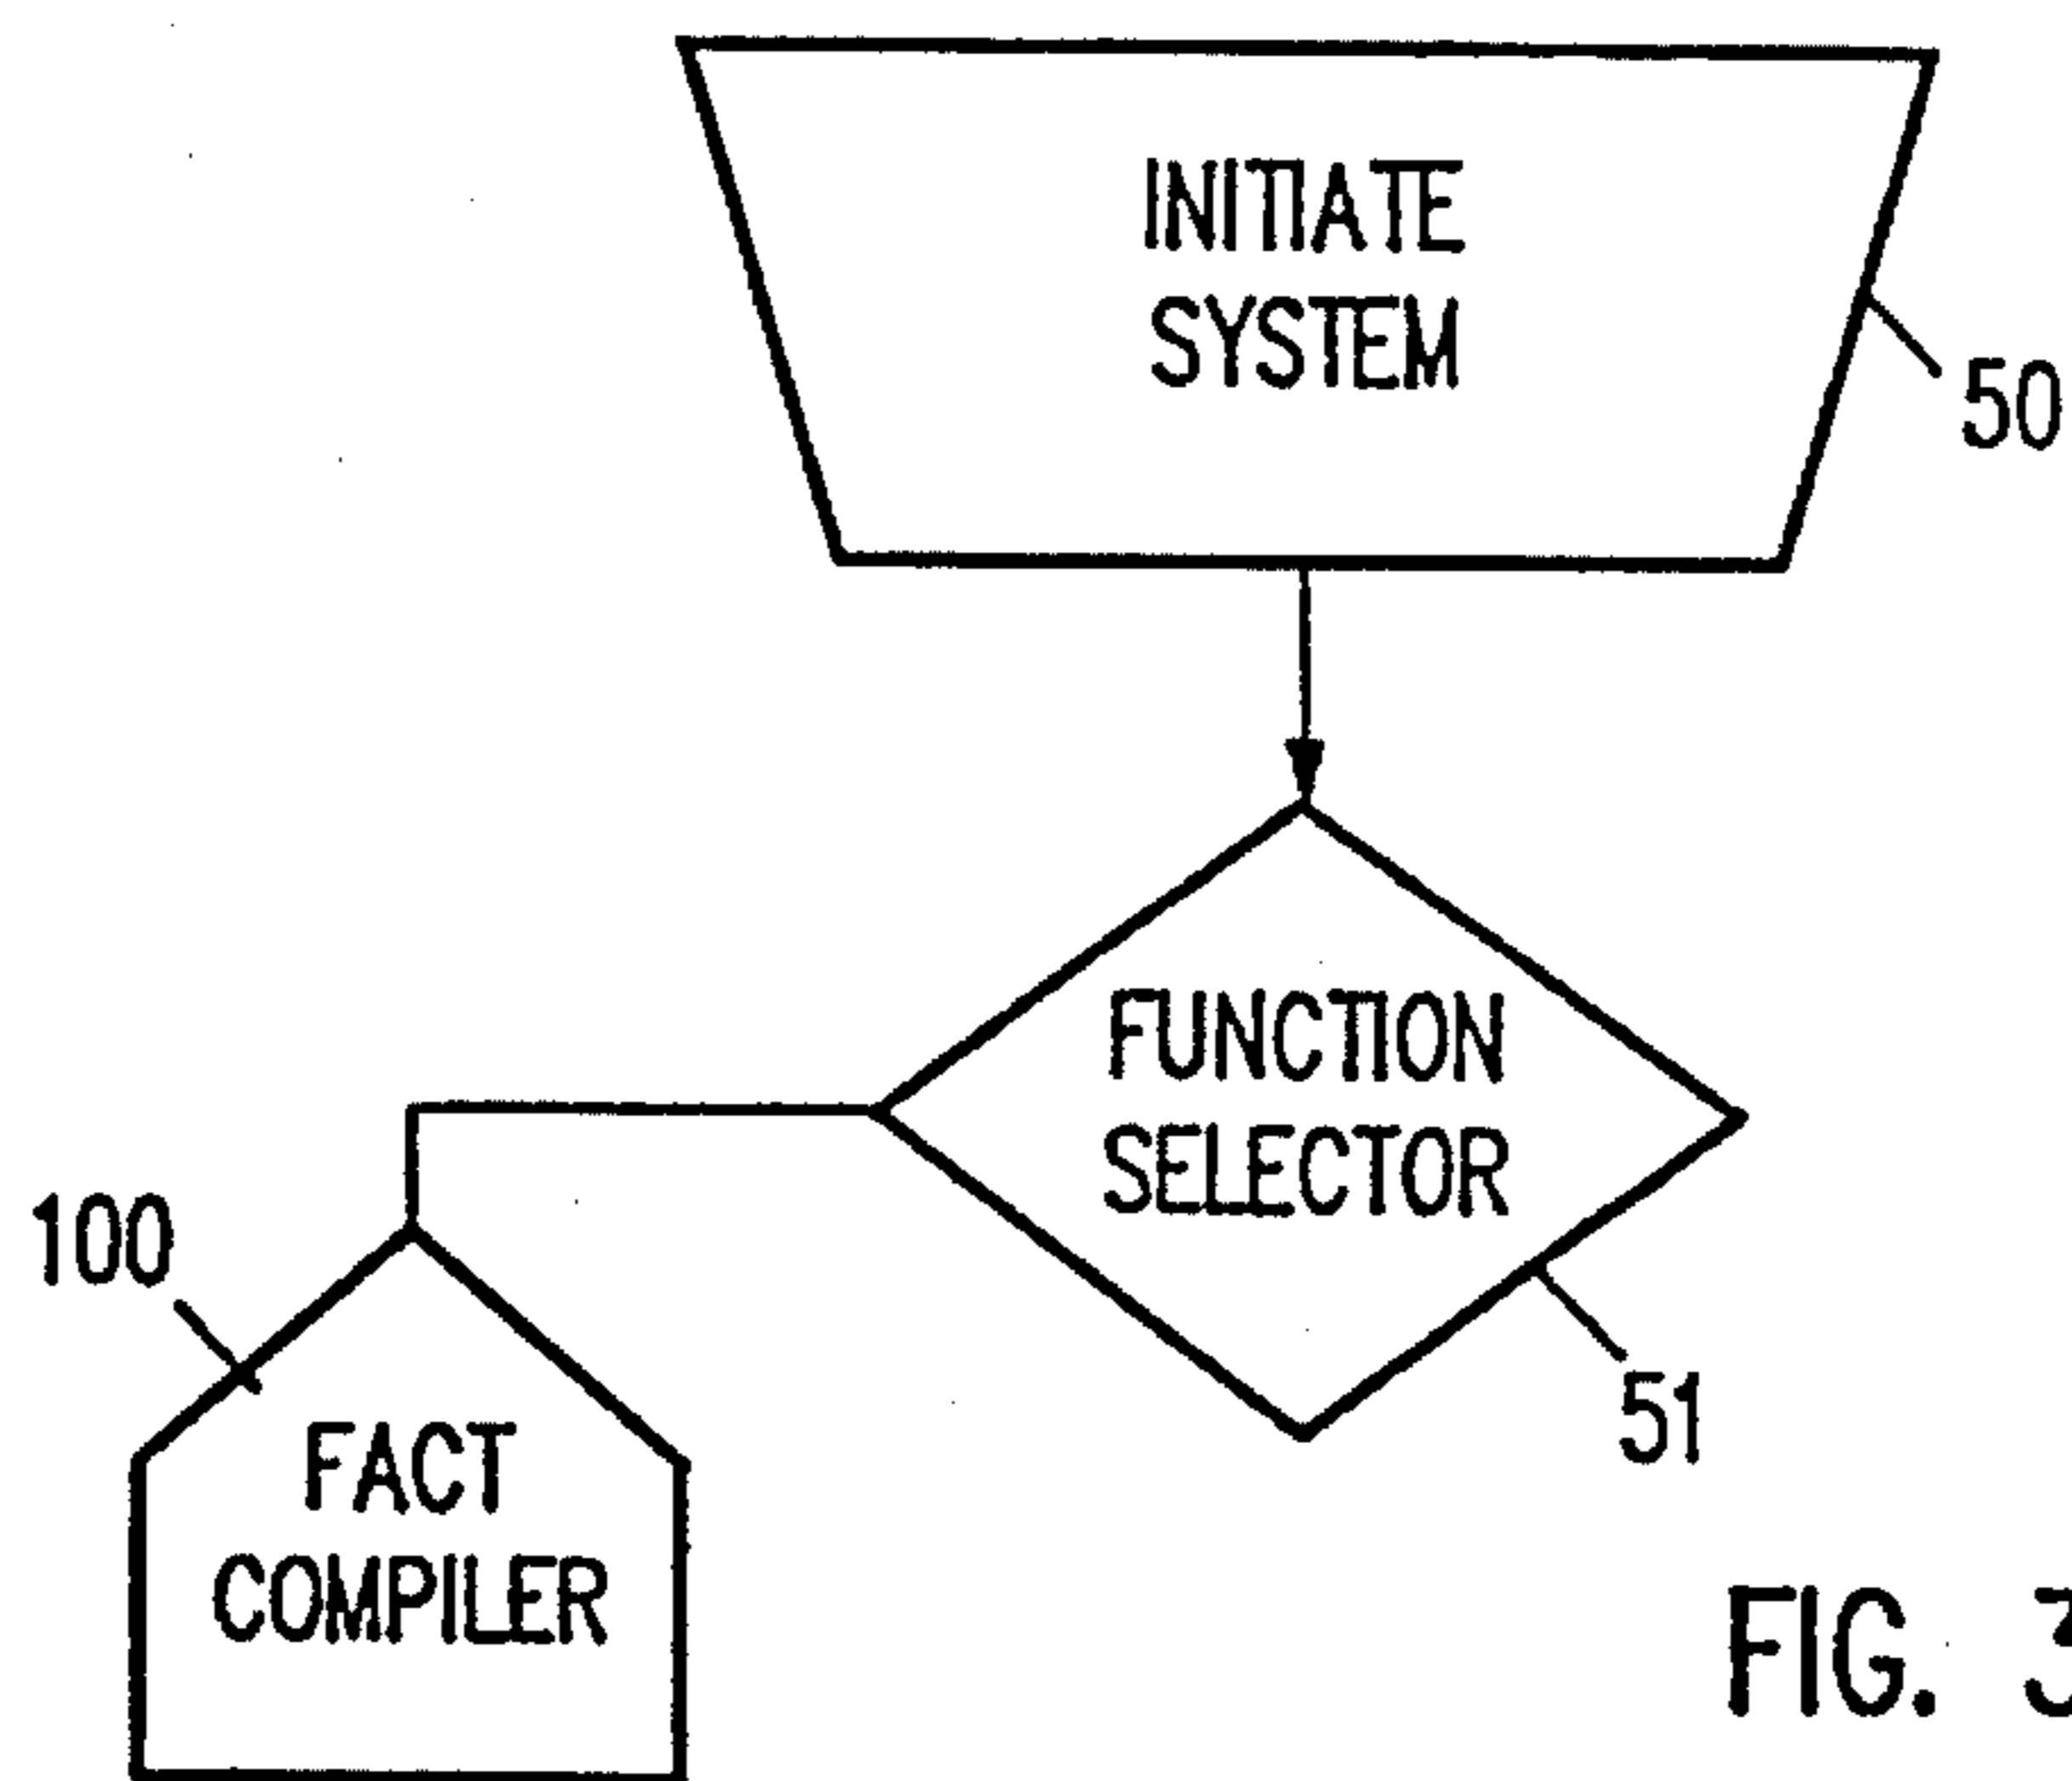 INITIATE
SYSTEM
50
FUNCTION
SELECTOR
100
51
FACT
COMPILER
FIG. 3